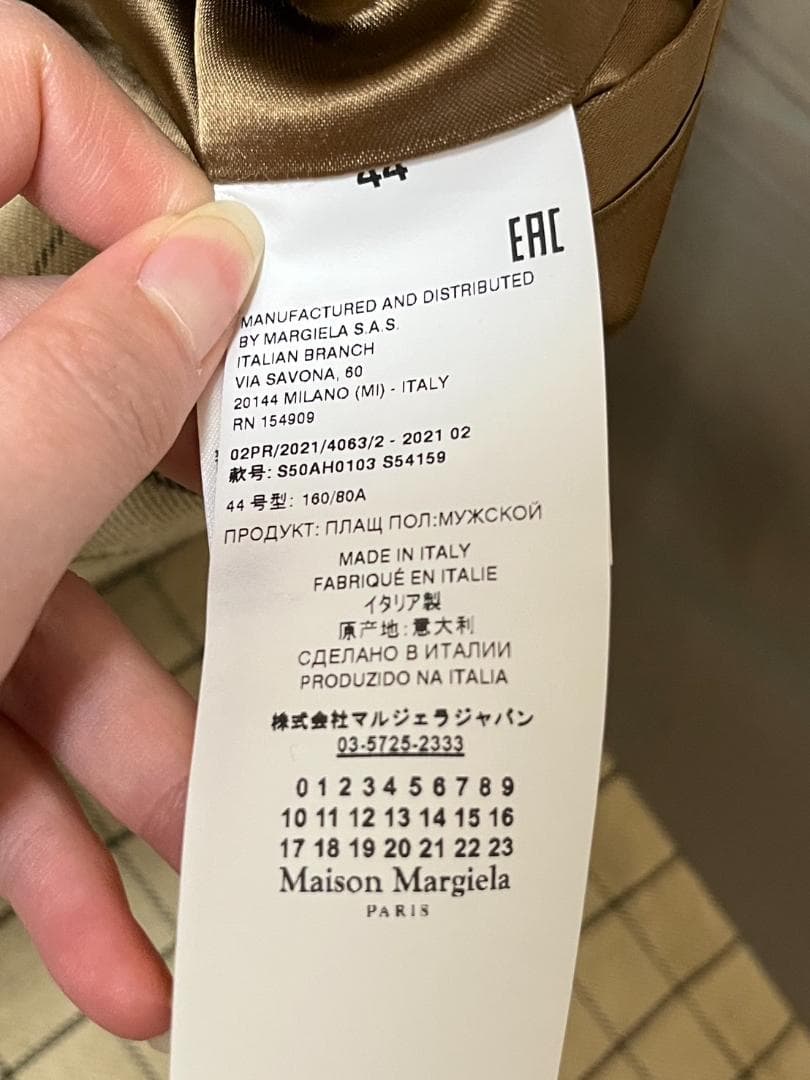 44
EAC
MANUFACTURED AND DISTRIBUTED
BY MARGIELA S.A.S.
ITALIAN BRANCH
VIA SAVONA, 60
20144 MILANO (MI) - ITALY
RN 154909
02PR/2021/4063/2 - 2021 02
款号: S50AH0103 S54159
44 号型: 160/80A
ПРОДУКТ: ПЛАЩ ПОЛ:МУЖСКОЙ
MADE IN ITALY
FABRIQUÉ EN ITALIE
イタリア製
原产地:意大利
СДЕЛАНО В ИТАЛИИ
PRODUZIDO NA ITALIA
株式会社マルジェラジャパン
03-5725-2333
0 1 2 3 4 5 6 7 8 9
10 11 12 13 14 15 16
17 18 19 20 21 22 23
Maison Margiela
PARIS